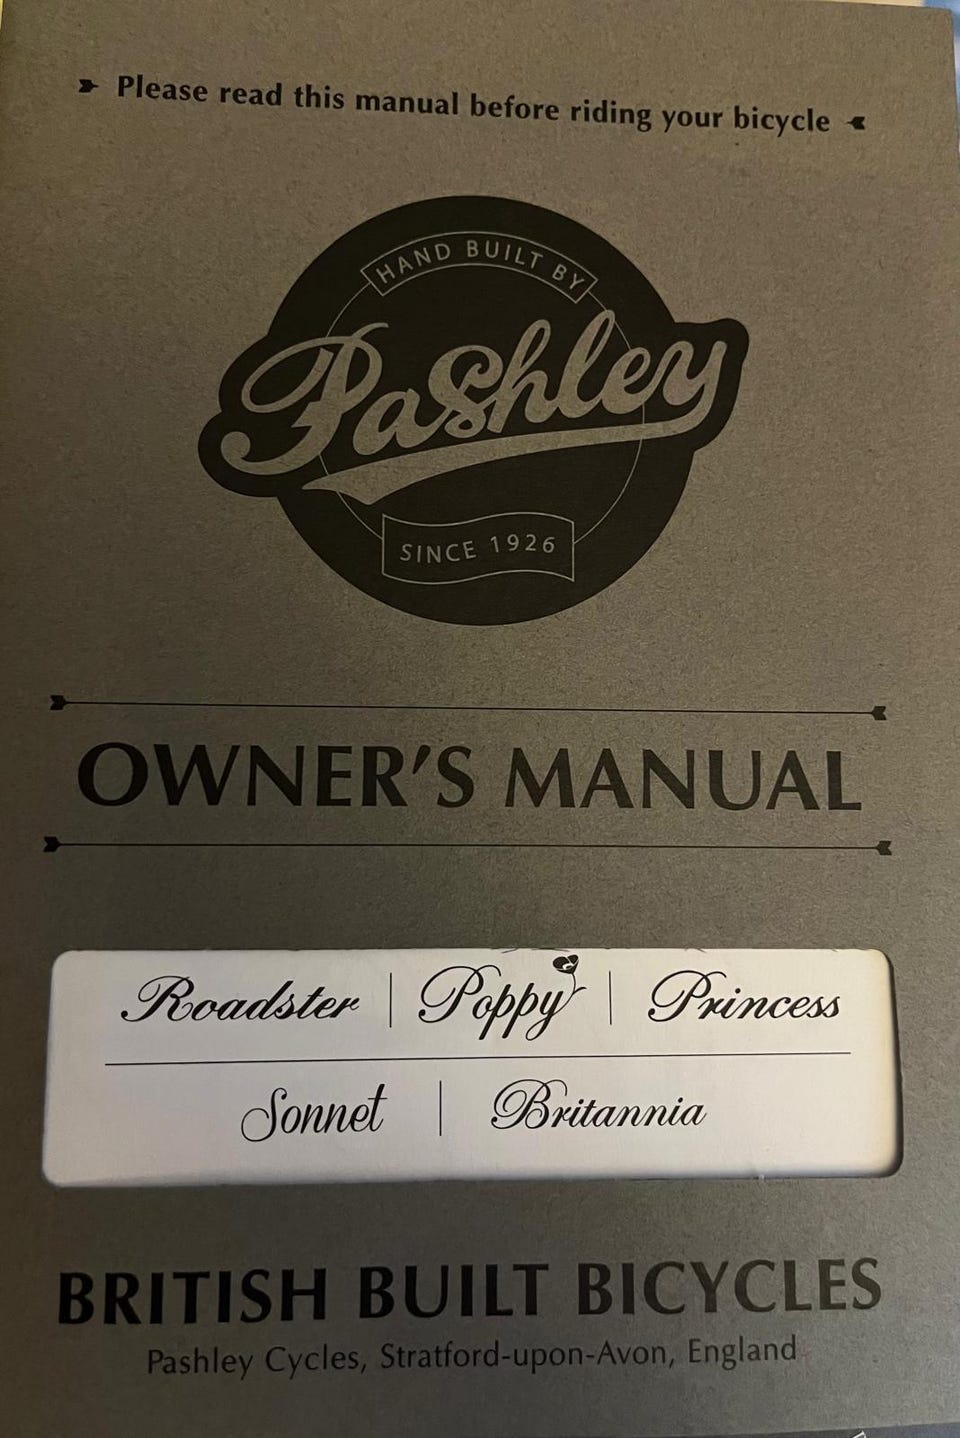 Please read this manual before riding your bicycle
HAND BUILT BY
Pashley
SINCE 1926
OWNER'S MANUAL
Roadster | Poppy | Princess
Sonnet | Britannia
BRITISH BUILT BICYCLES
Pashley Cycles, Stratford-upon-Avon, England